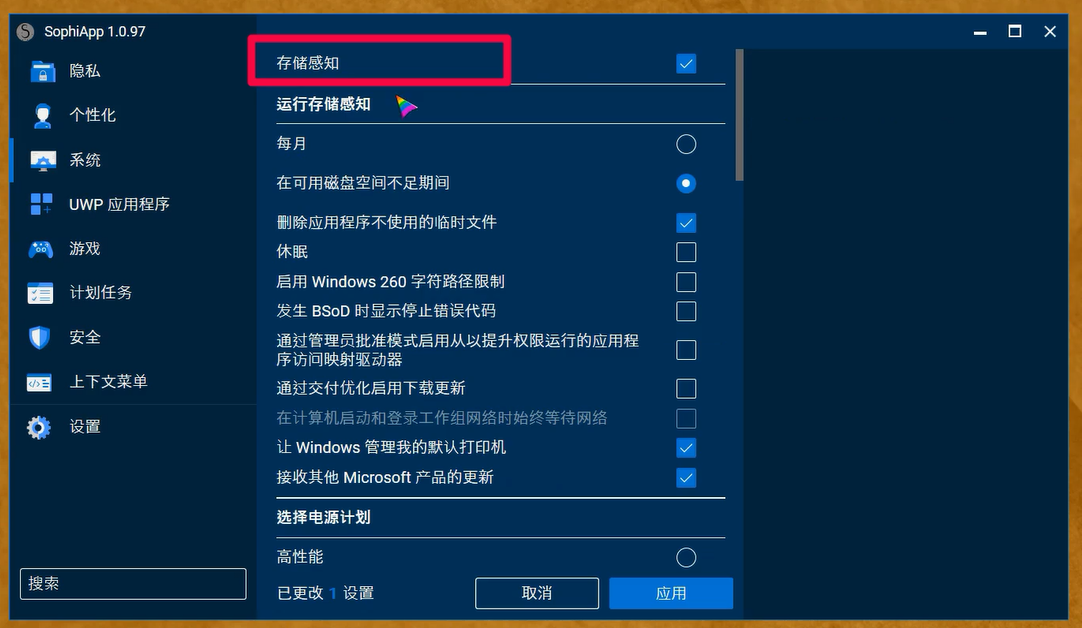 SophiApp 1.0.97
隐私
个性化
系统
UWP 应用程序
游戏
计划任务
安全
上下文菜单
设置
搜索
存储感知
运行存储感知
每月
在可用磁盘空间不足期间
删除应用程序不使用的临时文件
休眠
启用 Windows 260 字符路径限制
发生 BSoD 时显示停止错误代码
通过管理员批准模式启用从以提升权限运行的应用程
序访问映射驱动器
通过交付优化启用下载更新
在计算机启动和登录工作组网络时始终等待网络
让 Windows 管理我的默认打印机
接收其他 Microsoft 产品的更新
选择电源计划
高性能
已更改 1 设置
取消
应用